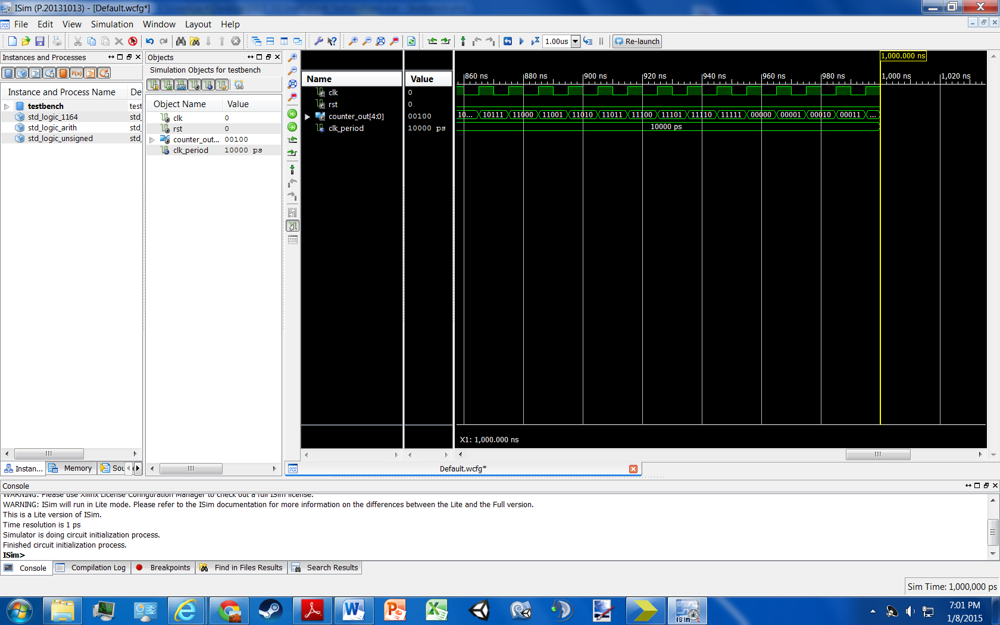 ISim (P.20131013) - [Default.wcfg*]
File Edit View Simulation Window Layout Help
1.00us Re-launch
Instances and Processes
Instance and Process Name De
testbench test
std_logic_1164 std_
std_logic_arith std_
std_logic_unsigned std_
Instan... Memory Sou
Objects
Simulation Objects for testbench
Object Name Value
clk 0
rst 0
counter_out... 00100
clk_period 10000 ps
Name Value
clk 0
rst 0
counter_out[4:0] 00100
clk_period 10000 ps
1,000.000 ns
860 ns 880 ns 900 ns 920 ns 940 ns 960 ns 980 ns 1,000 ns 1,020 ns
10... 10111 11000 11001 11010 11011 11100 11101 11110 11111 00000 00001 00010 00011 ...
10000 ps
X1: 1,000.000 ns
Default.wcfg*
Console
WARNING: Please use Xilinx License Configuration Manager to check out a full ISim license.
WARNING: ISim will run in Lite mode. Please refer to the ISim documentation for more information on the differences between the Lite and the Full version.
This is a Lite version of ISim.
Time resolution is 1 ps
Simulator is doing circuit initialization process.
Finished circuit initialization process.
ISim>
Console Compilation Log Breakpoints Find in Files Results Search Results
Sim Time: 1,000,000 ps
7:01 PM
1/8/2015